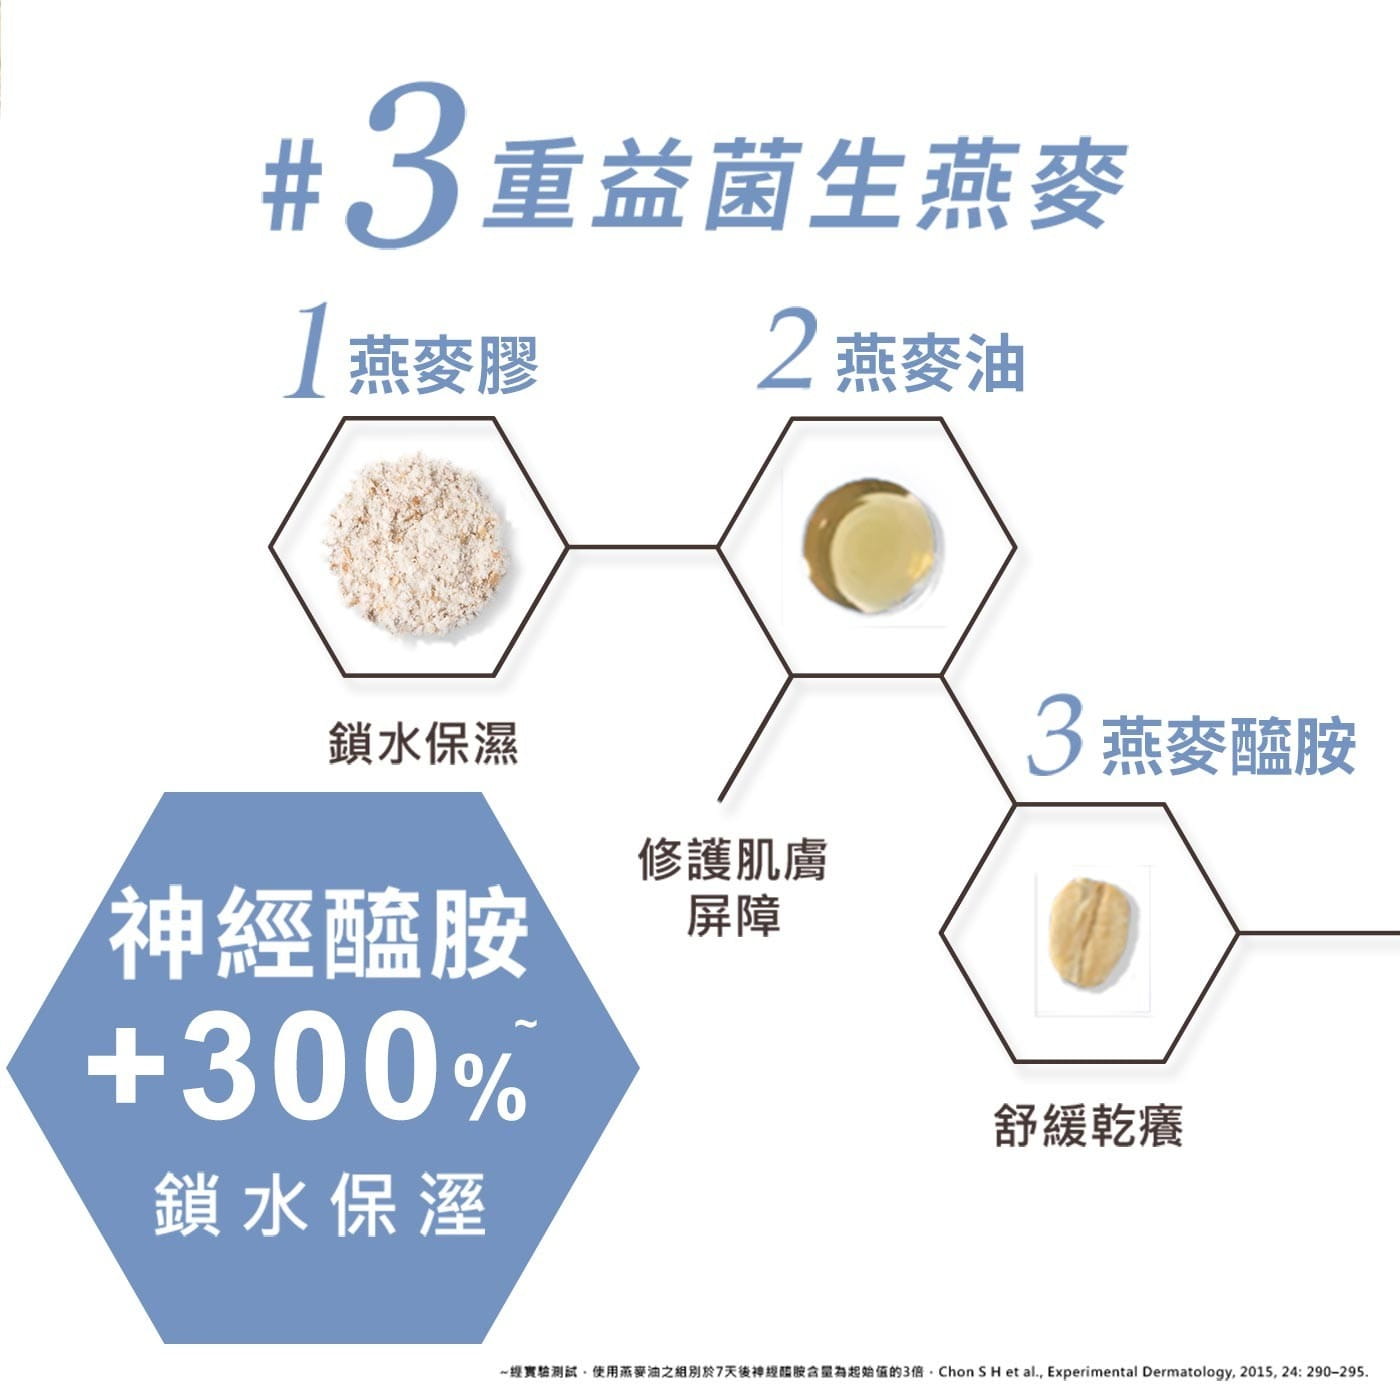 #3重益菌生燕麥
1 燕麥膠
2 燕麥油
鎖水保濕
3 燕麥醯胺
修護肌膚
屏障
神經醯胺
+300%~
鎖水保溼
舒緩乾癢
~經實驗測試，使用燕麥油之組別於7天後神經醯胺含量為起始值的3倍，Chon S H et al., Experimental Dermatology, 2015, 24: 290–295.